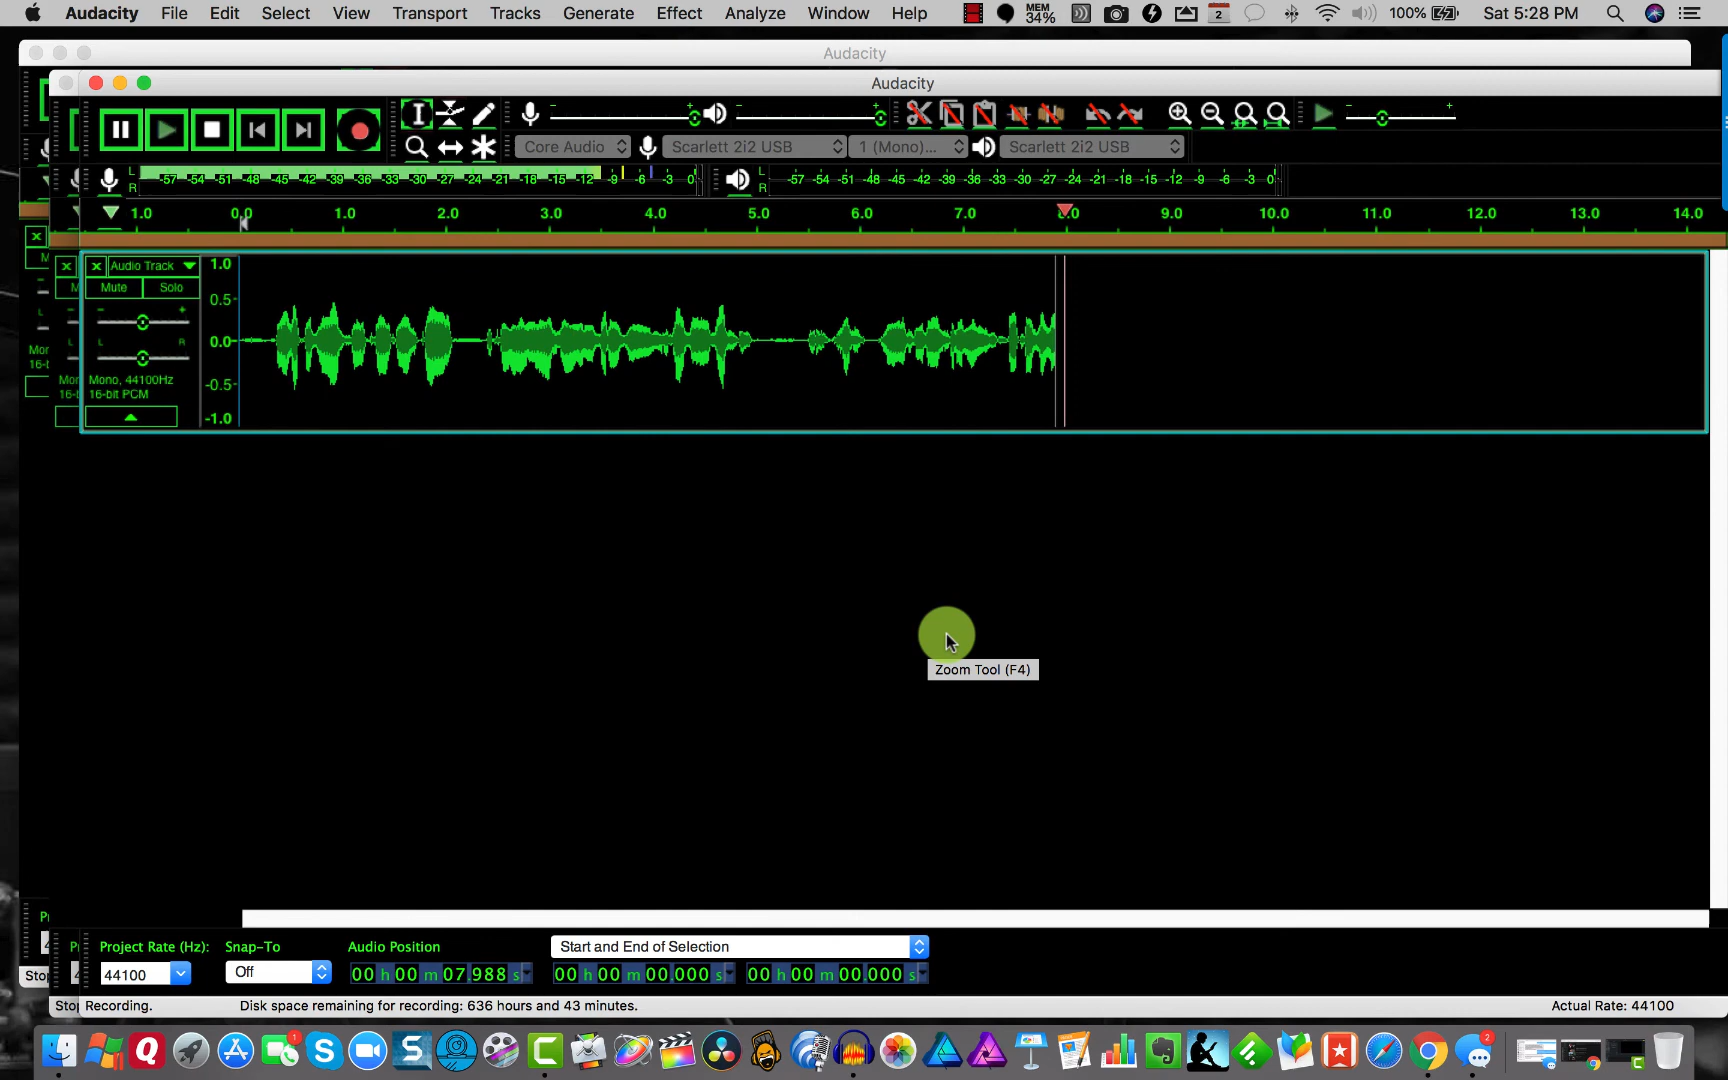 Audacity File Edit Select View Transport Tracks Generate Effect Analyze Window Help MEM 34% 2 100% Sat 5:28 PM
Audacity
Audacity
Core Audio Scarlett 2i2 USB 1 (Mono)... Scarlett 2i2 USB
L R -57 -54 -51 -48 -45 -42 -39 -36 -33 -30 -27 -24 -21 -18 -15 -12 -9 -6 -3 0 L R -57 -54 -51 -48 -45 -42 -39 -36 -33 -30 -27 -24 -21 -18 -15 -12 -9 -6 -3 0
1.0 0.0 1.0 2.0 3.0 4.0 5.0 6.0 7.0 8.0 9.0 10.0 11.0 12.0 13.0 14.0
Audio Track 1.0
Mute Solo
0.5
L R 0.0
Mono, 44100Hz -0.5
16-bit PCM
-1.0
Zoom Tool (F4)
Project Rate (Hz): Snap-To Audio Position Start and End of Selection
44100 Off 00 h 00 m 07.988 s 00 h 00 m 00.000 s 00 h 00 m 00.000 s
Recording. Disk space remaining for recording: 636 hours and 43 minutes. Actual Rate: 44100